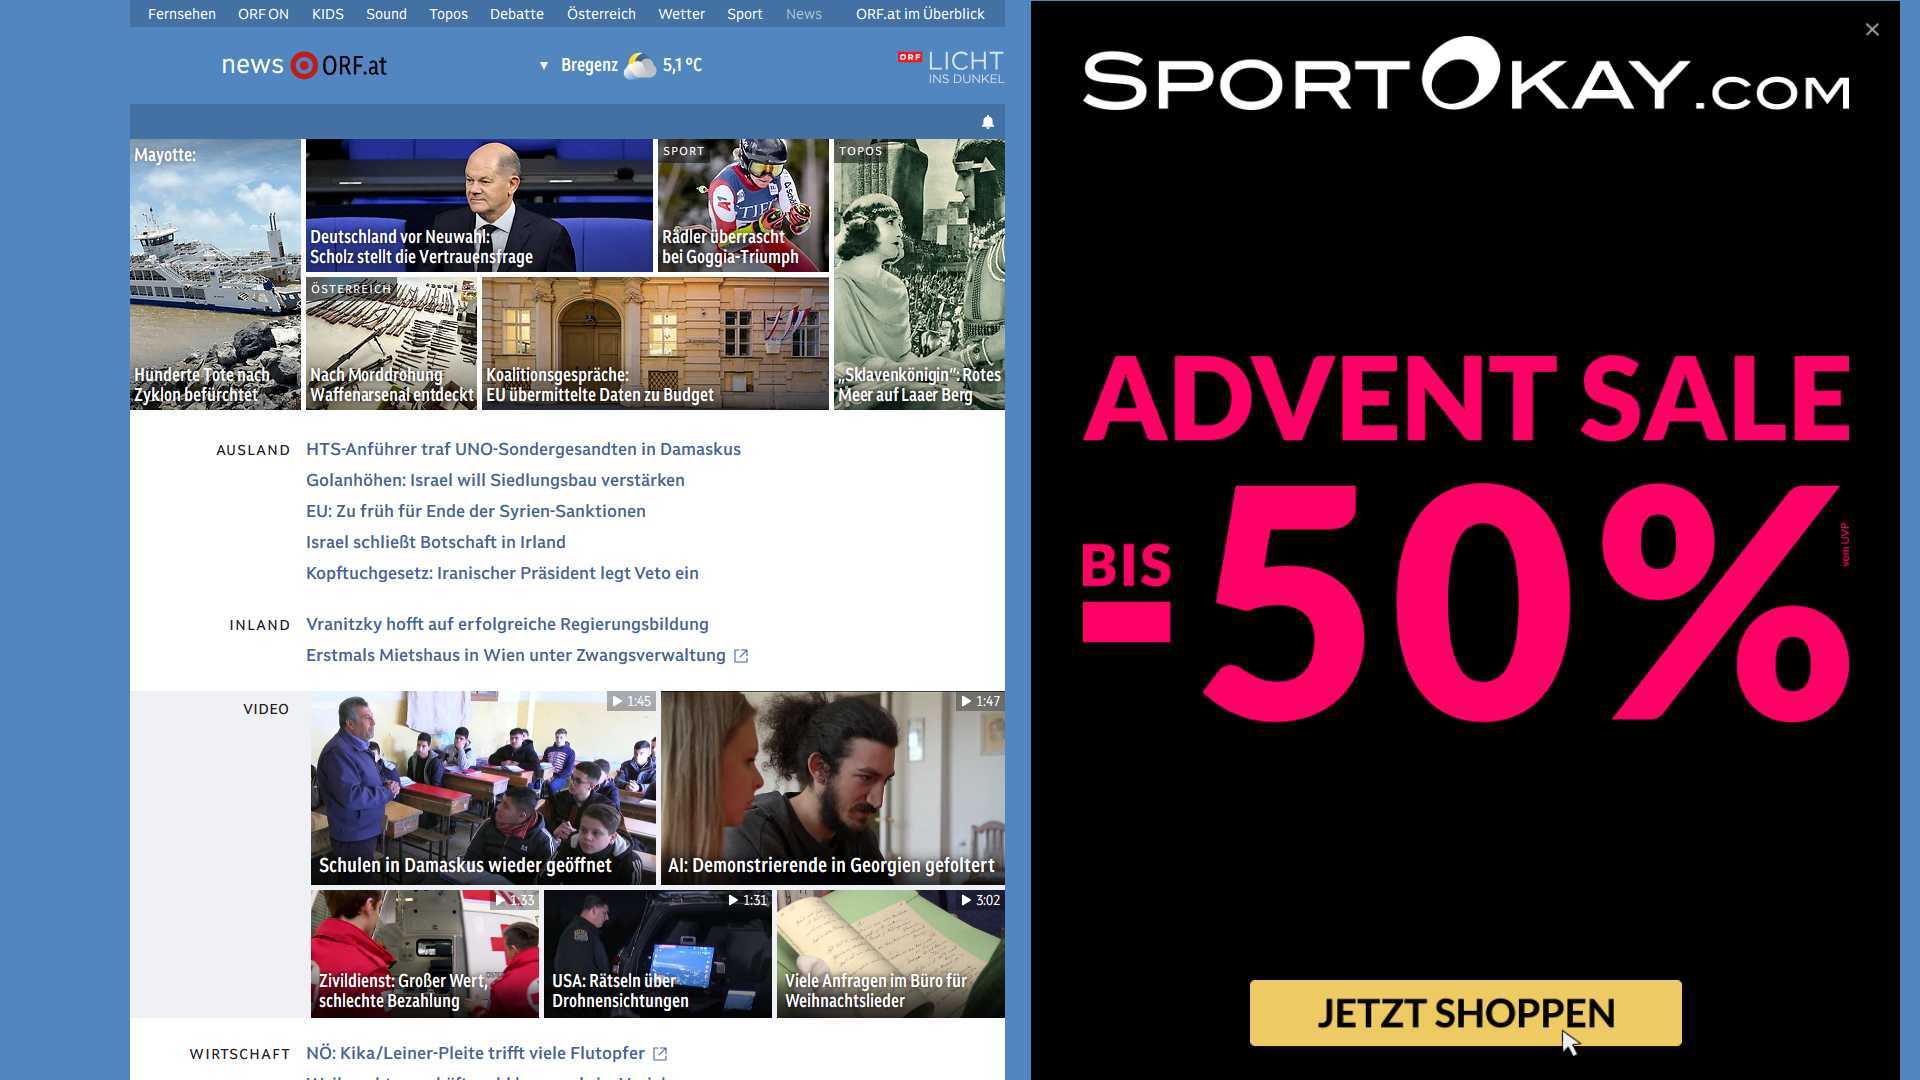 Fernsehen ORF ON KIDS Sound Topos Debatte Österreich Wetter Sport News ORF.at im Überblick
news ORF.at
▼ Bregenz 5,1 °C
ORF LICHT
INS DUNKEL
Mayotte:
Hunderte Tote nach
Zyklon befürchtet
Deutschland vor Neuwahl:
Scholz stellt die Vertrauensfrage
SPORT
Rädler überrascht
bei Goggia-Triumph
TOPOS
„Sklavenkönigin“: Rotes
Meer auf Laaer Berg
ÖSTERREICH
Nach Morddrohung
Waffenarsenal entdeckt
Koalitionsgespräche:
EU übermittelte Daten zu Budget
AUSLAND
HTS-Anführer traf UNO-Sondergesandten in Damaskus
Golanhöhen: Israel will Siedlungsbau verstärken
EU: Zu früh für Ende der Syrien-Sanktionen
Israel schließt Botschaft in Irland
Kopftuchgesetz: Iranischer Präsident legt Veto ein
INLAND
Vranitzky hofft auf erfolgreiche Regierungsbildung
Erstmals Mietshaus in Wien unter Zwangsverwaltung
VIDEO
1:45
Schulen in Damaskus wieder geöffnet
1:47
AI: Demonstrierende in Georgien gefoltert
1:33
Zivildienst: Großer Wert,
schlechte Bezahlung
1:31
USA: Rätseln über
Drohnensichtungen
3:02
Viele Anfragen im Büro für
Weihnachtslieder
WIRTSCHAFT
NÖ: Kika/Leiner-Pleite trifft viele Flutopfer
SPORTOKAY.COM
ADVENT SALE
BIS
-50%
vom UVP
JETZT SHOPPEN